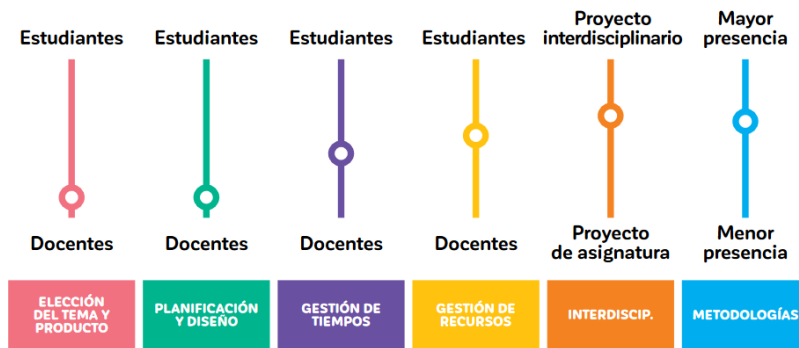 Estudiantes
Estudiantes
Estudiantes
Estudiantes
Proyecto
interdisciplinario
Mayor
presencia
Docentes
Docentes
Docentes
Docentes
Proyecto
de asignatura
Menor
presencia
ELECCIÓN
DEL TEMA Y
PRODUCTO
PLANIFICACIÓN
Y DISEÑO
GESTIÓN DE
TIEMPOS
GESTIÓN DE
RECURSOS
INTERDISCIP.
METODOLOGÍAS